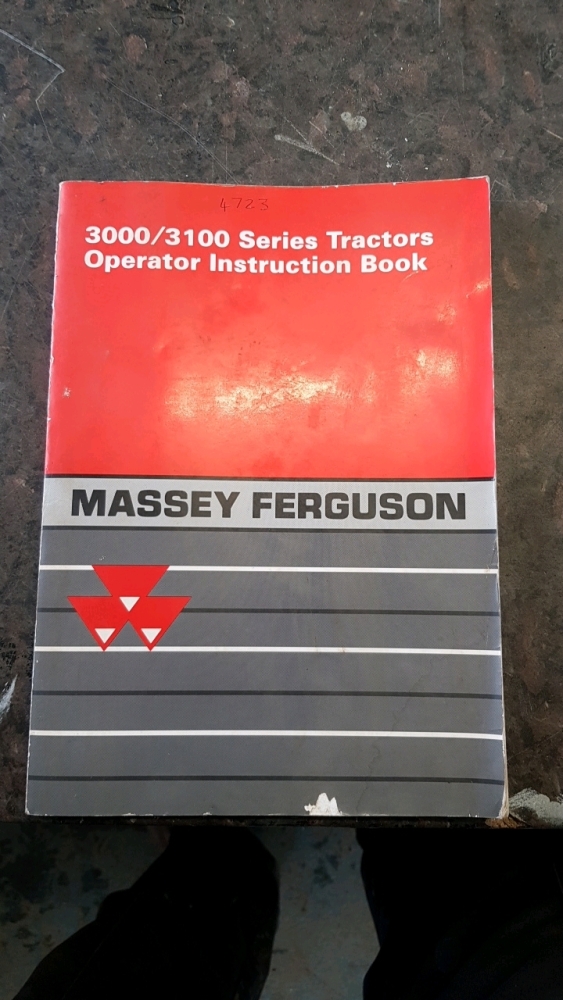 4723
3000/3100 Series Tractors
Operator Instruction Book
MASSEY FERGUSON